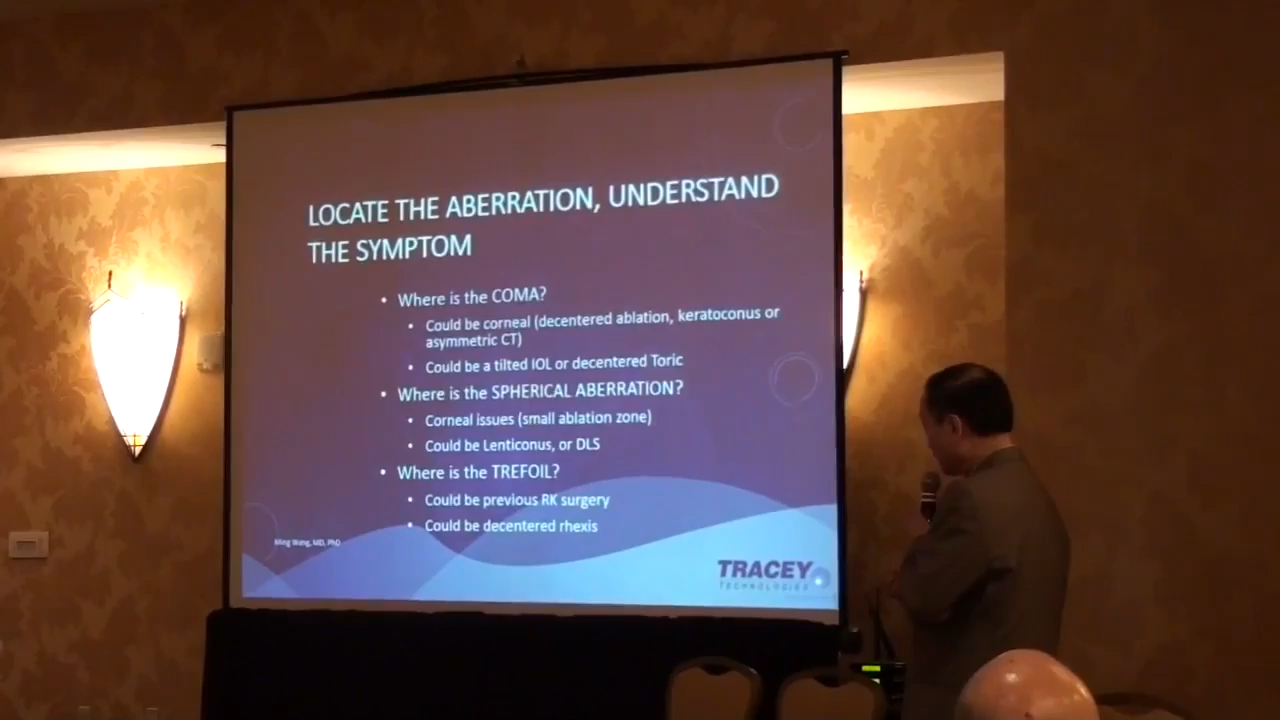 LOCATE THE ABERRATION, UNDERSTAND
THE SYMPTOM
• Where is the COMA?
• Could be corneal (decentered ablation, keratoconus or
asymmetric CT)
• Could be a tilted IOL or decentered Toric
• Where is the SPHERICAL ABERRATION?
• Corneal issues (small ablation zone)
• Could be Lenticonus, or DLS
• Where is the TREFOIL?
• Could be previous RK surgery
• Could be decentered rhexis
Ming Wang, MD, PhD
TRACEY
TECHNOLOGIES